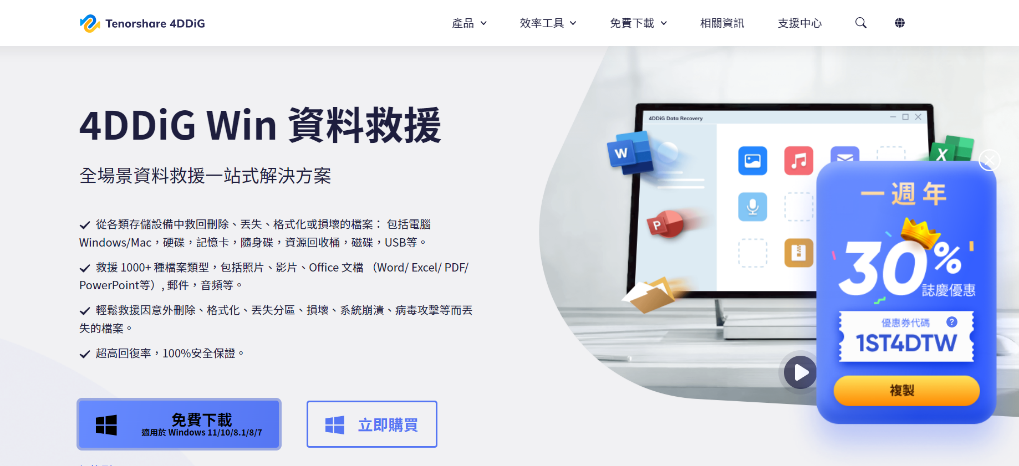 Tenorshare 4DDiG
產品
效率工具
免費下載
相關資訊
支援中心
4DDiG Win 資料救援
全場景資料救援一站式解決方案
從各類存儲設備中救回刪除、丟失、格式化或損壞的檔案： 包括電腦
Windows/Mac，硬碟，記憶卡，隨身碟，資源回收桶，磁碟，USB等。
救援 1000+ 種檔案類型，包括照片、影片、Office 文檔 （Word/ Excel/ PDF/
PowerPoint等）, 郵件，音頻等。
輕鬆救援因意外刪除、格式化、丟失分區、損壞、系統崩潰、病毒攻擊等而丟
失的檔案。
超高回復率，100%安全保證。
免費下載
適用於 Windows 11/10/8.1/8/7
立即購買
4DDiG Data Recovery
W
X
P
一週年
30%
誌慶優惠
優惠券代碼
?
1ST4DTW
複製